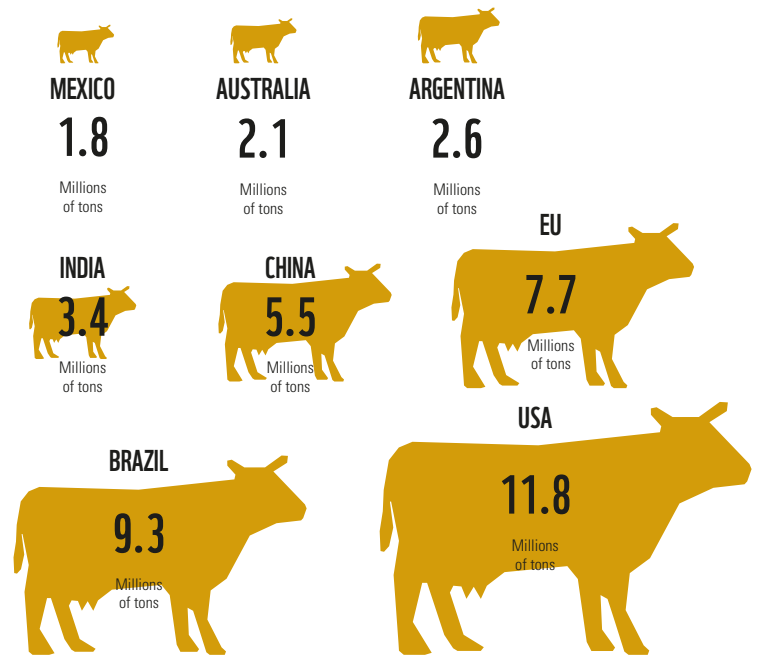 MEXICO
1.8
Millions
of tons
AUSTRALIA
2.1
Millions
of tons
ARGENTINA
2.6
Millions
of tons
INDIA
3.4
Millions
of tons
CHINA
5.5
Millions
of tons
EU
7.7
Millions
of tons
BRAZIL
9.3
Millions
of tons
USA
11.8
Millions
of tons